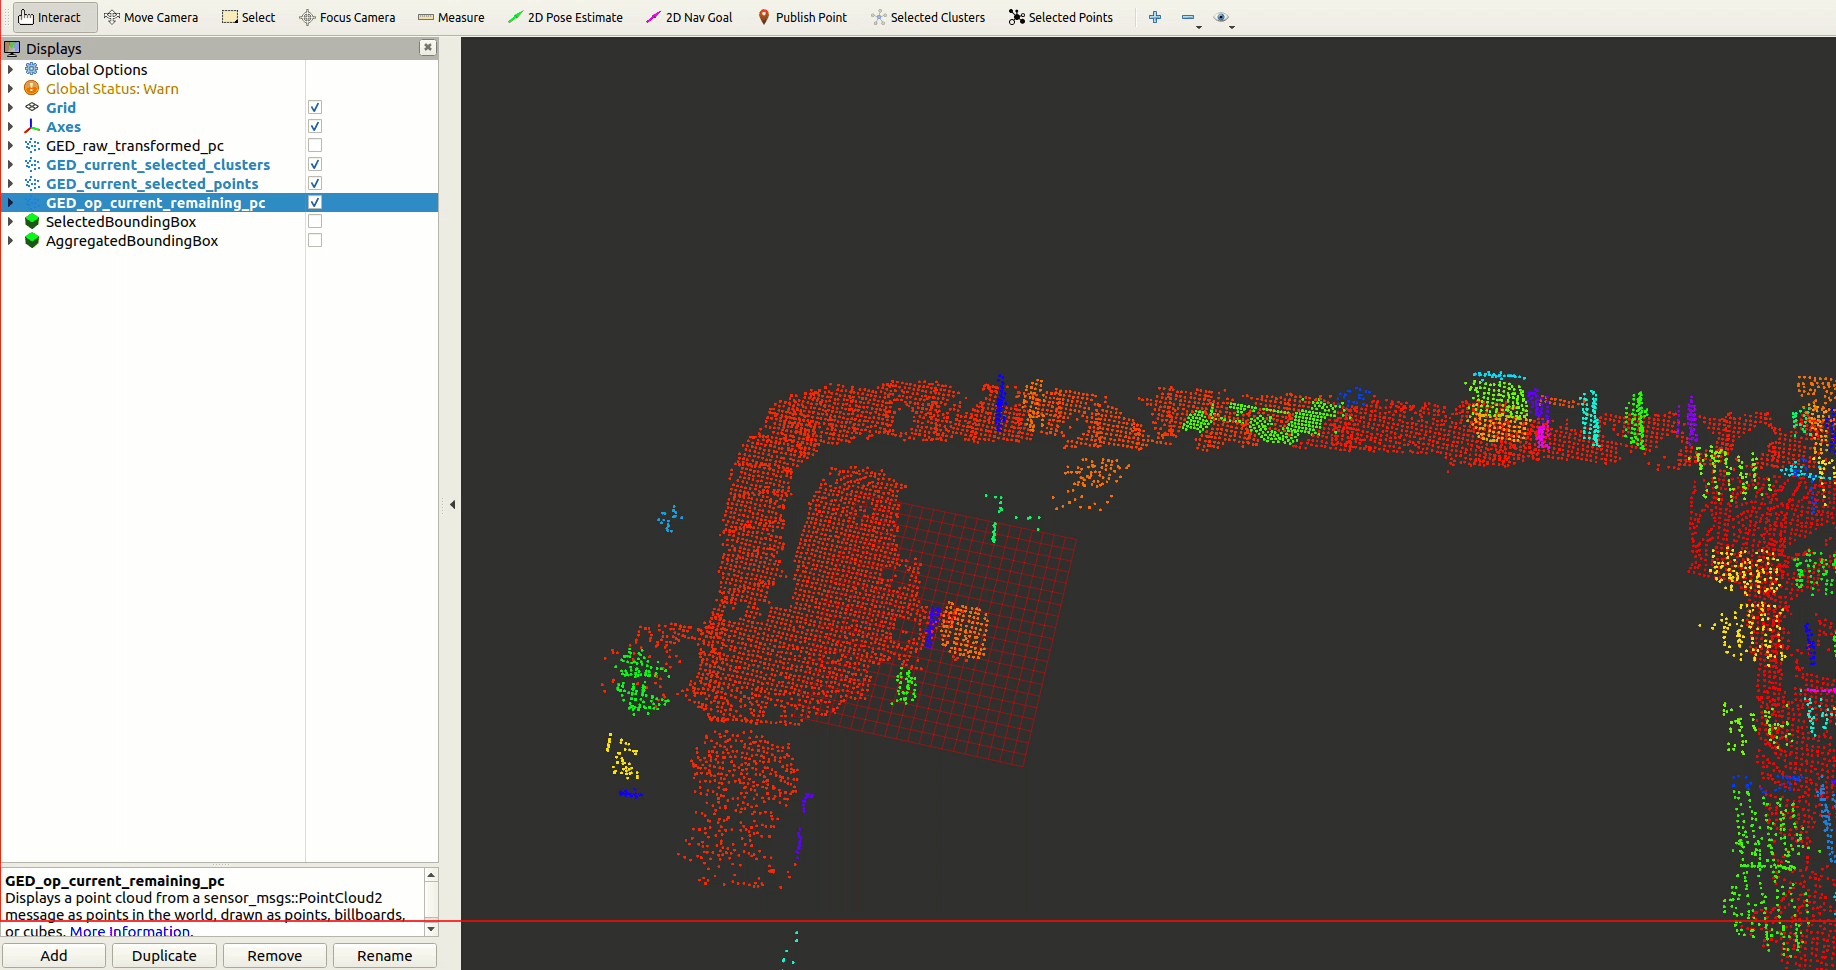 Interact Move Camera Select Focus Camera Measure 2D Pose Estimate 2D Nav Goal Publish Point Selected Clusters Selected Points
Displays
Global Options
Global Status: Warn
Grid
Axes
GED_raw_transformed_pc
GED_current_selected_clusters
GED_current_selected_points
GED_op_current_remaining_pc
SelectedBoundingBox
AggregatedBoundingBox
GED_op_current_remaining_pc
Displays a point cloud from a sensor_msgs::PointCloud2
message as points in the world, drawn as points, billboards,
or cubes. More Information.
Add Duplicate Remove Rename